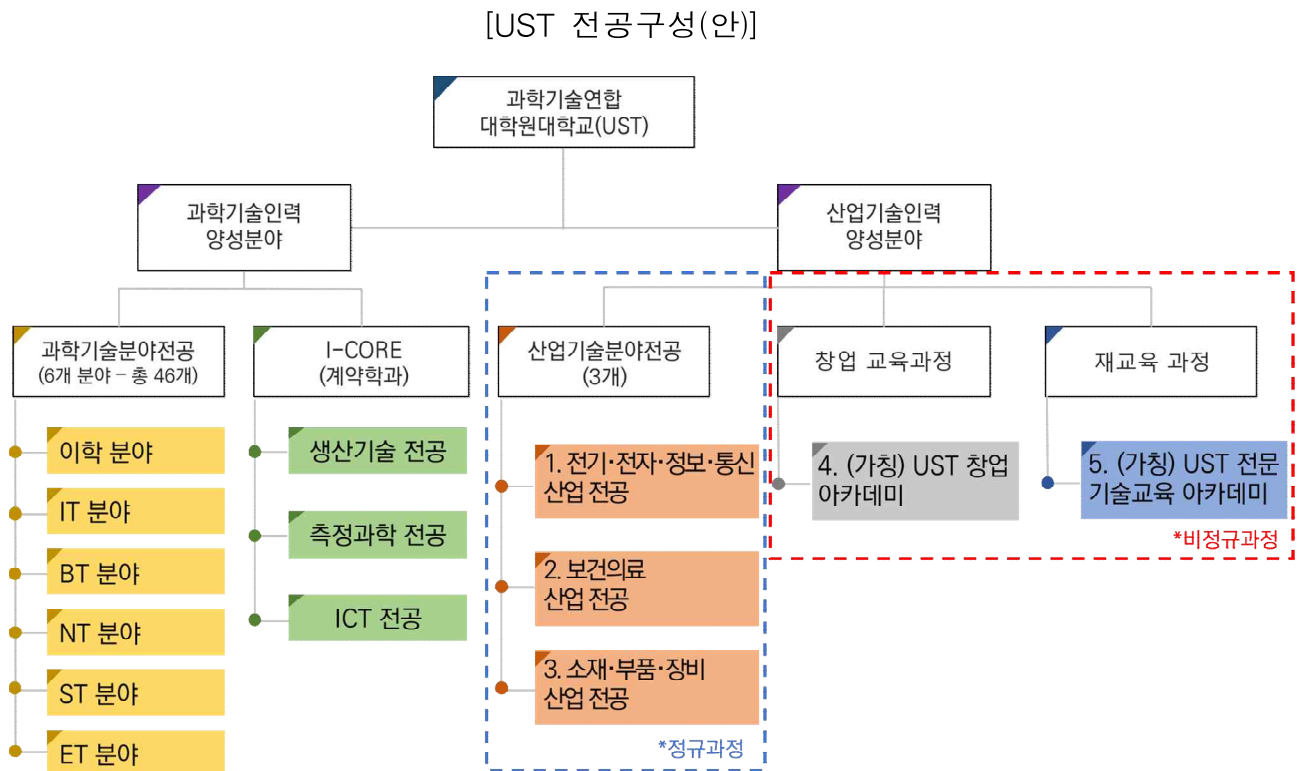 [UST 전공구성(안)]
과학기술연합
대학원대학교(UST)
과학기술인력
양성분야
산업기술인력
양성분야
과학기술분야전공
(6개 분야 – 총 46개)
이학 분야
IT 분야
BT 분야
NT 분야
ST 분야
ET 분야
I-CORE
(계약학과)
생산기술 전공
측정과학 전공
ICT 전공
산업기술분야전공
(3개)
1. 전기·전자·정보·통신
산업 전공
2. 보건의료
산업 전공
3. 소재·부품·장비
산업 전공
*정규과정
창업 교육과정
4. (가칭) UST 창업
아카데미
재교육 과정
5. (가칭) UST 전문
기술교육 아카데미
*비정규과정